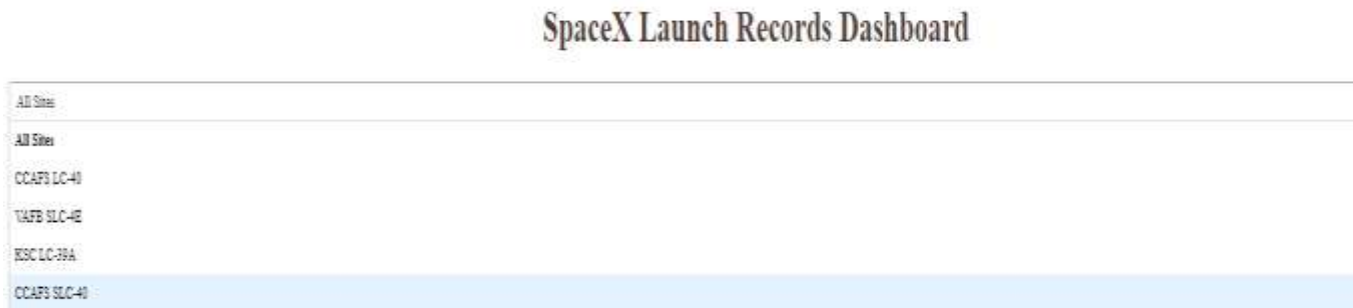 SpaceX Launch Records Dashboard
All Sites
All Sites
CCAFS LC-40
VAFB SLC-4E
KSC LC-39A
CCAFS SLC-40